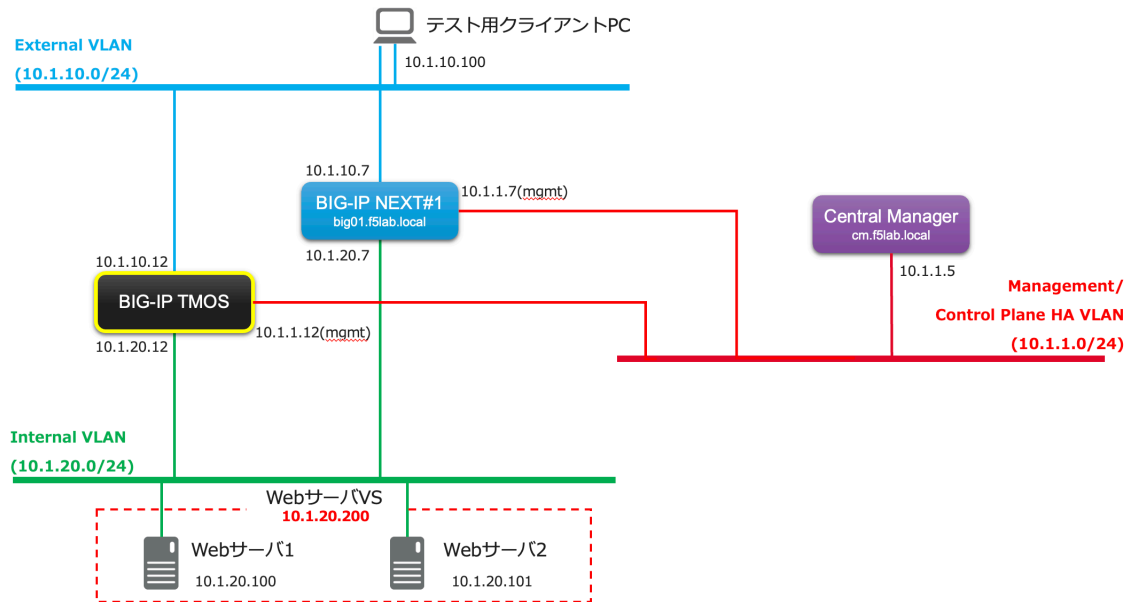 テスト用クライアントPC
External VLAN
(10.1.10.0/24)
10.1.10.100
10.1.10.7
10.1.1.7(mgmt)
BIG-IP NEXT#1
big01.f5lab.local
Central Manager
cm.f5lab.local
10.1.20.7
10.1.10.12
10.1.1.5
BIG-IP TMOS
Management/
Control Plane HA VLAN
(10.1.1.0/24)
10.1.1.12(mgmt)
10.1.20.12
Internal VLAN
(10.1.20.0/24)
WebサーバVS
10.1.20.200
Webサーバ1
10.1.20.100
Webサーバ2
10.1.20.101